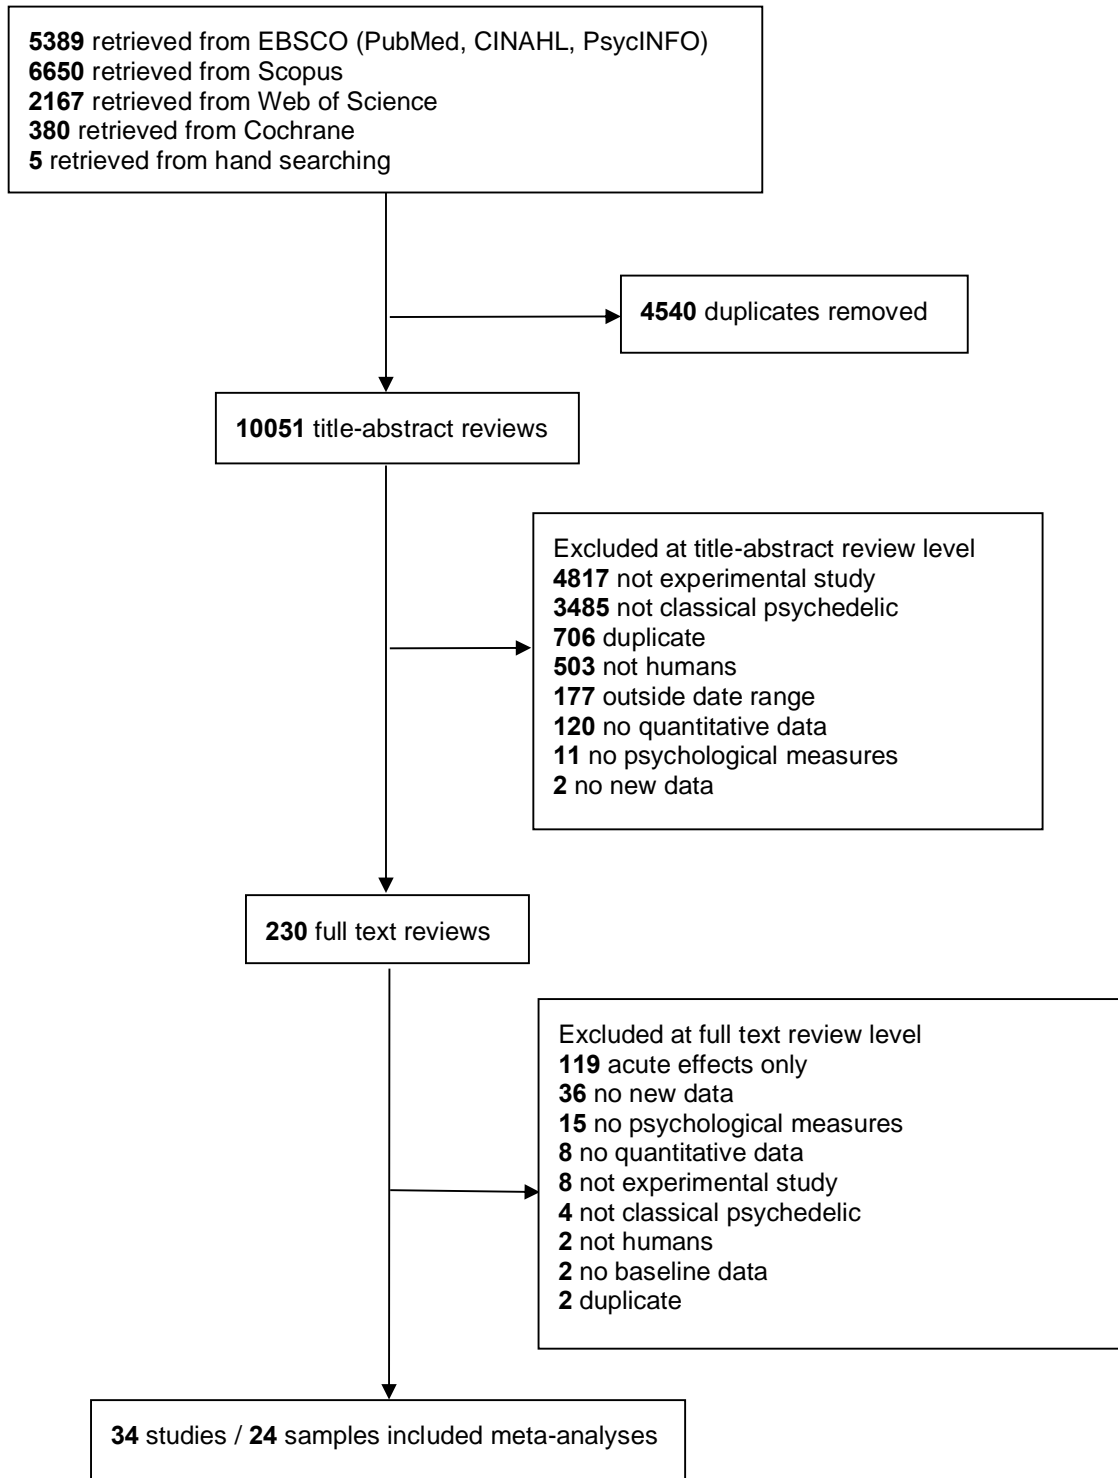 5389 retrieved from EBSCO (PubMed, CINAHL, PsycINFO)
6650 retrieved from Scopus
2167 retrieved from Web of Science
380 retrieved from Cochrane
5 retrieved from hand searching
4540 duplicates removed
10051 title-abstract reviews
Excluded at title-abstract review level
4817 not experimental study
3485 not classical psychedelic
706 duplicate
503 not humans
177 outside date range
120 no quantitative data
11 no psychological measures
2 no new data
230 full text reviews
Excluded at full text review level
119 acute effects only
36 no new data
15 no psychological measures
8 no quantitative data
8 not experimental study
4 not classical psychedelic
2 not humans
2 no baseline data
2 duplicate
34 studies / 24 samples included meta-analyses